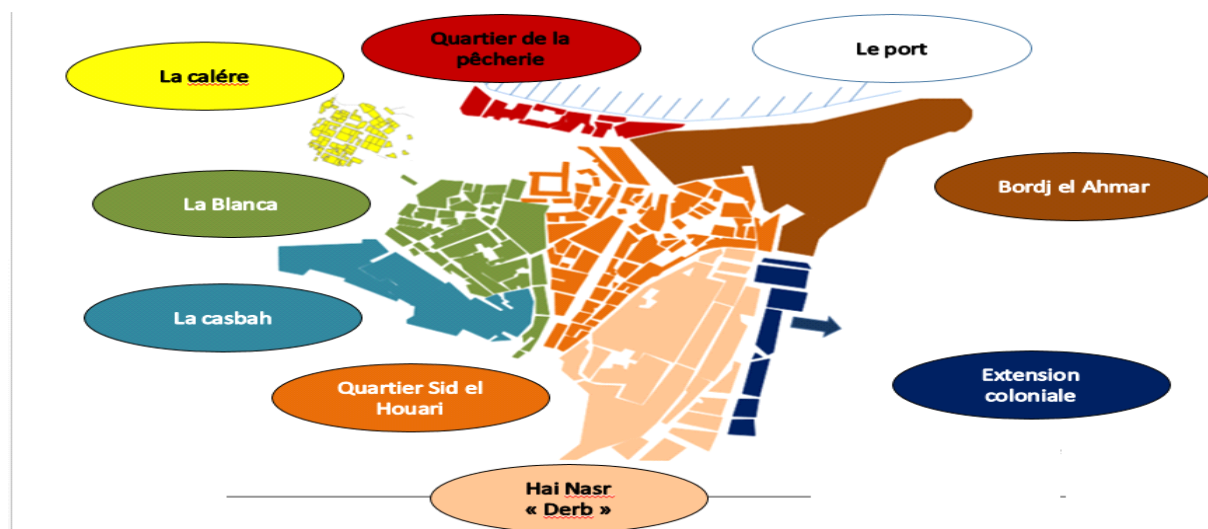 Quartier de la
pêcherie
Le port
La calére
La Blanca
Bordj el Ahmar
La casbah
Quartier Sid el
Houari
Extension
coloniale
Hai Nasr
« Derb »